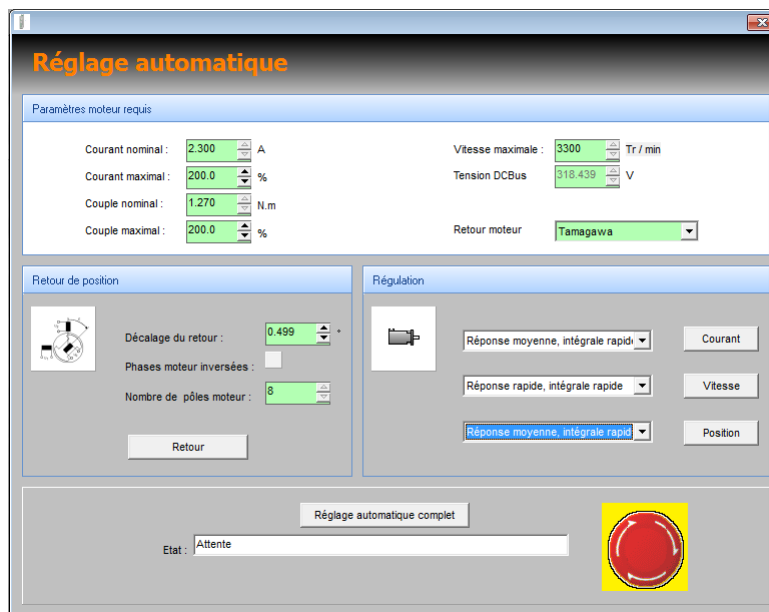 Réglage automatique
Paramètres moteur requis
Courant nominal : 2.300 A
Vitesse maximale : 3300 Tr / min
Courant maximal : 200.0 %
Tension DCBus 318.439 V
Couple nominal : 1.270 N.m
Couple maximal : 200.0 %
Retour moteur Tamagawa
Retour de position
Décalage du retour : 0.499 °
Phases moteur inversées :
Nombre de pôles moteur : 8
Retour
Régulation
Réponse moyenne, intégrale rapid Courant
Réponse rapide, intégrale rapide Vitesse
Réponse moyenne, intégrale rapid Position
Réglage automatique complet
Etat : Attente